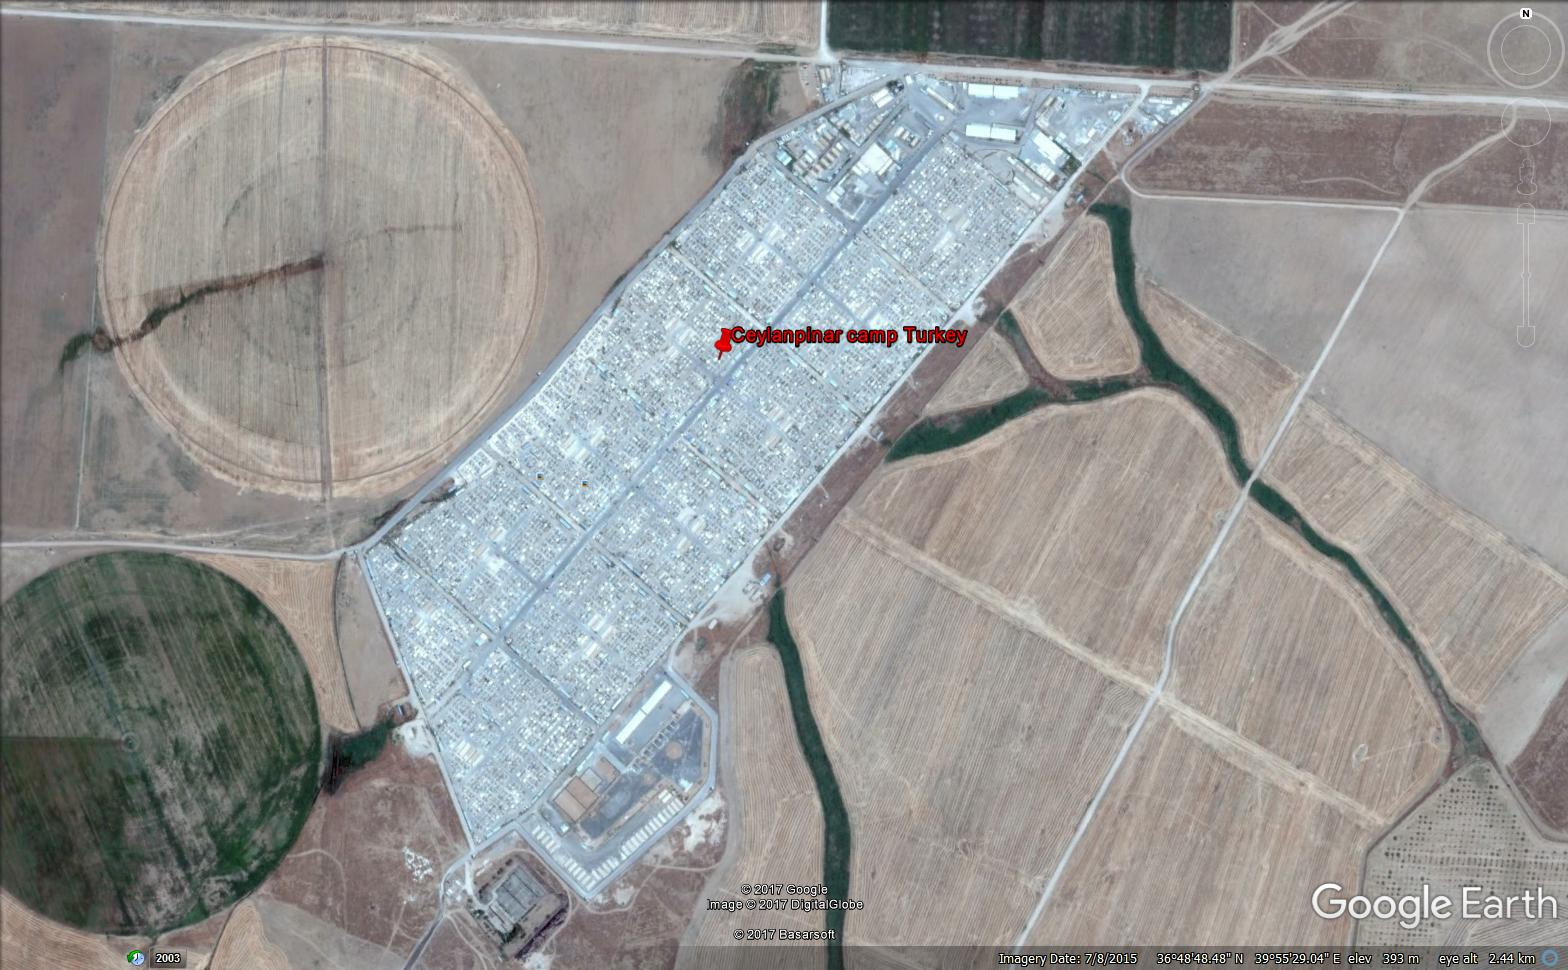 N
Ceylanpinar camp Turkey
© 2017 Google
Image © 2017 DigitalGlobe
© 2017 Basarsoft
Google Earth
2003
Imagery Date: 7/8/2015 36°48'48.48" N 39°55'29.04" E elev 393 m eye alt 2.44 km